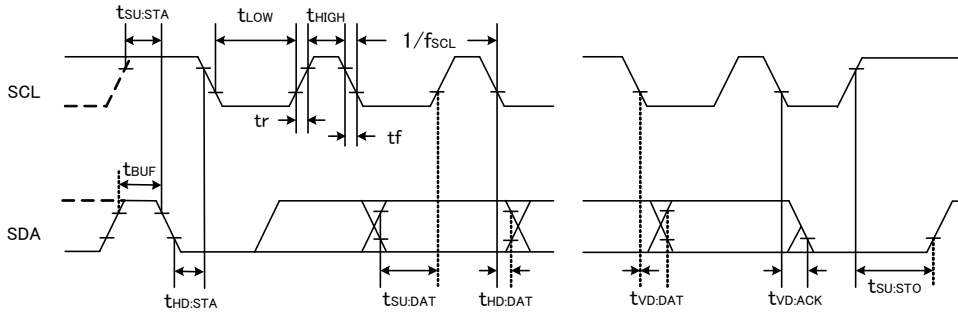 tSU:STA
tLOW
tHIGH
1/fSCL
SCL
tr
tf
tBUF
SDA
tHD:STA
tSU:DAT
tHD:DAT
tVD:DAT
tVD:ACK
tSU:STO